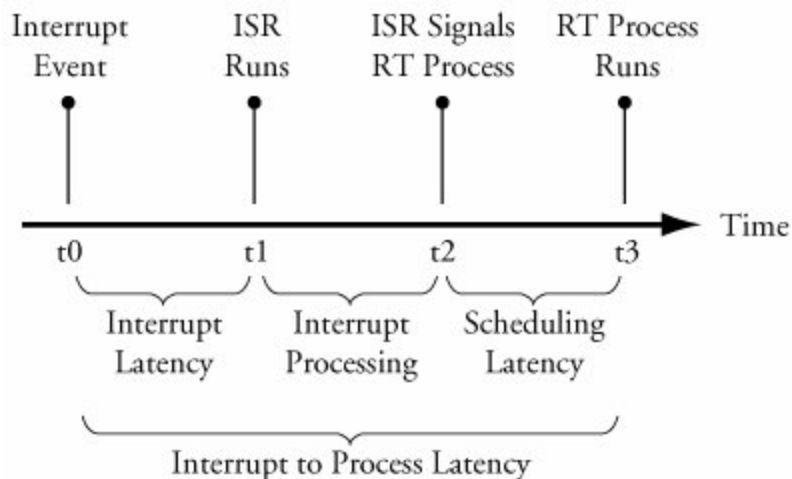 Interrupt
Event
ISR
Runs
ISR Signals
RT Process
RT Process
Runs
Time
t0
t1
t2
t3
Interrupt
Latency
Interrupt
Processing
Scheduling
Latency
Interrupt to Process Latency